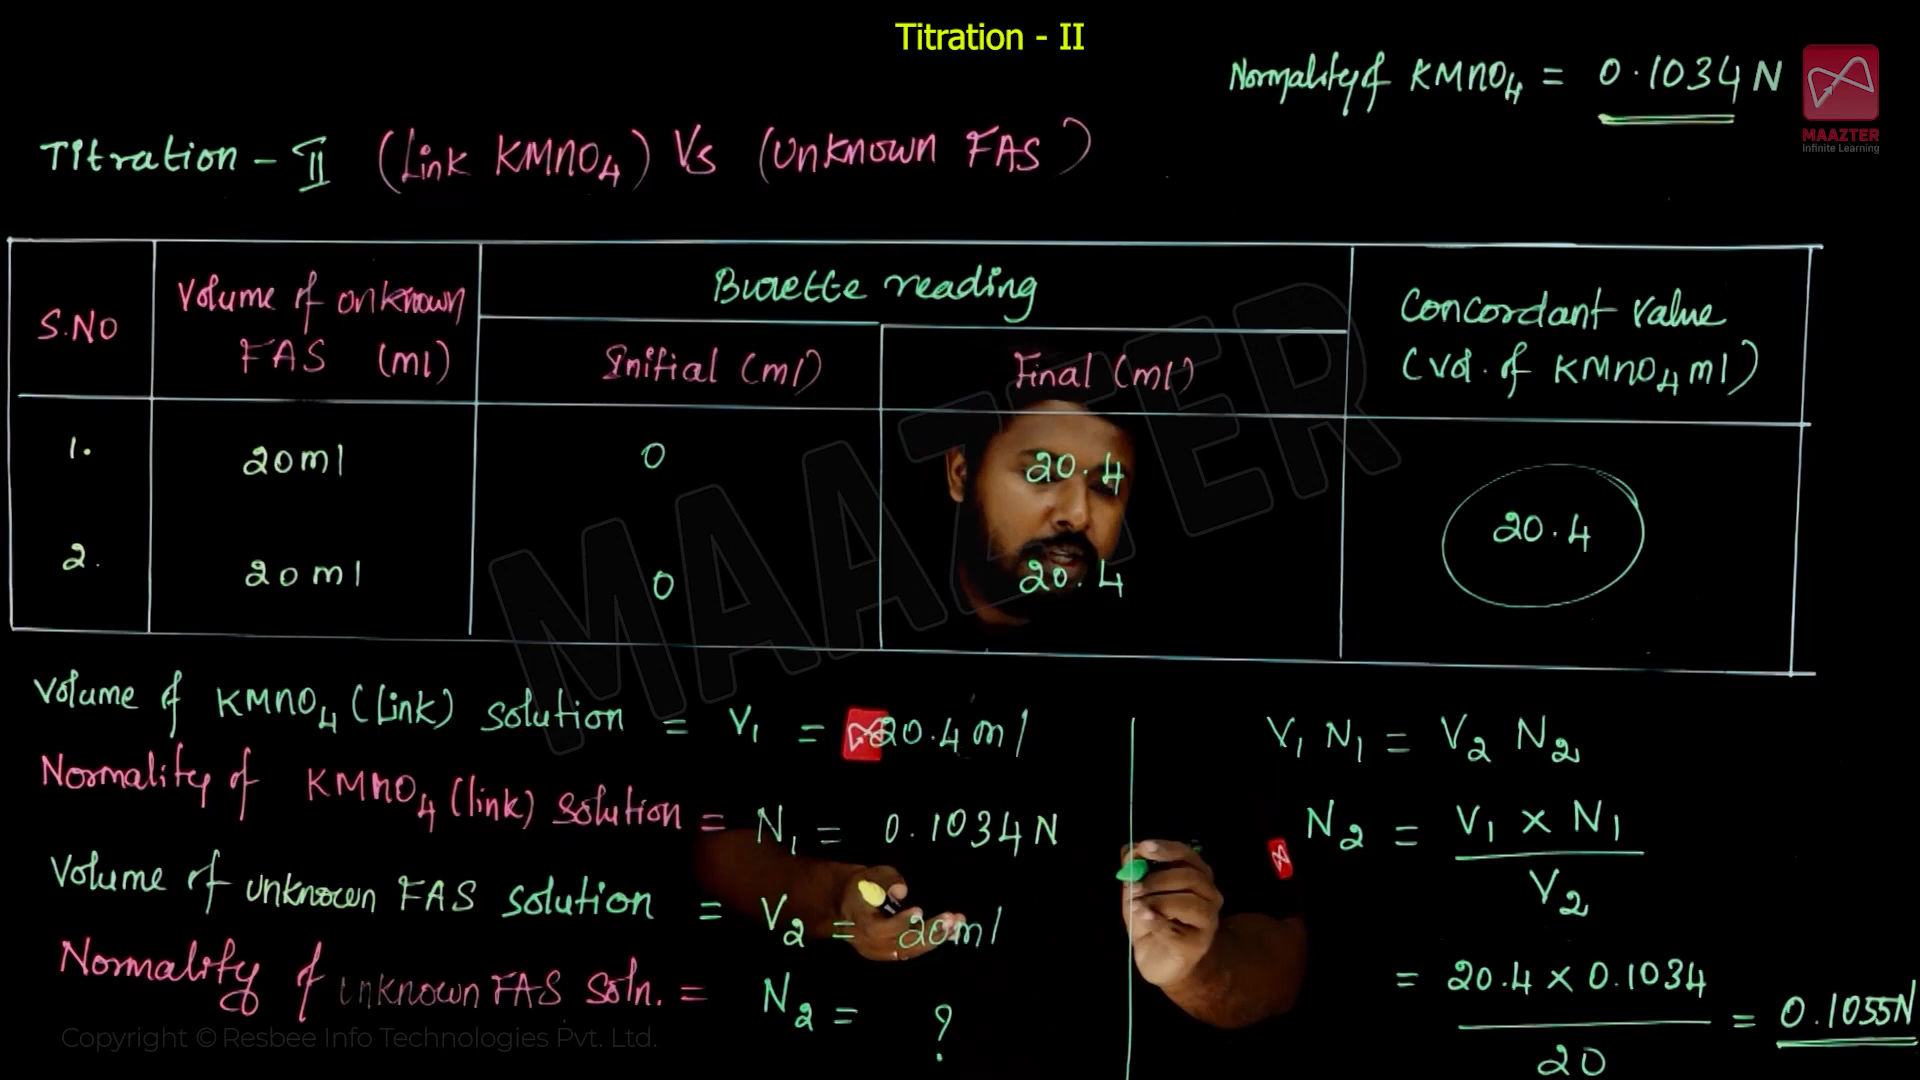 Titration - II
Normality of KMnO4 = 0.1034 N
MAAZTER
Infinite Learning
Titration - II (Link KMnO4) Vs (Unknown FAS)
S.NO
Volume of unknown FAS (ml)
Burette reading
Initial (ml)
Final (ml)
Concordant value (Vol. of KMnO4 ml)
1. 20ml 0 20.4
20.4
2. 20ml 0 20.4
MAAZTER
Volume of KMnO4 (Link) solution = V1 = 20.4 ml
Normality of KMnO4 (link) solution = N1 = 0.1034 N
Volume of unknown FAS solution = V2 = 20ml
Normality of unknown FAS soln. = N2 = ?
V1 N1 = V2 N2
N2 = V1 × N1 / V2
= 20.4 × 0.1034 / 20 = 0.1055N
Copyright © Resbee Info Technologies Pvt. Ltd.